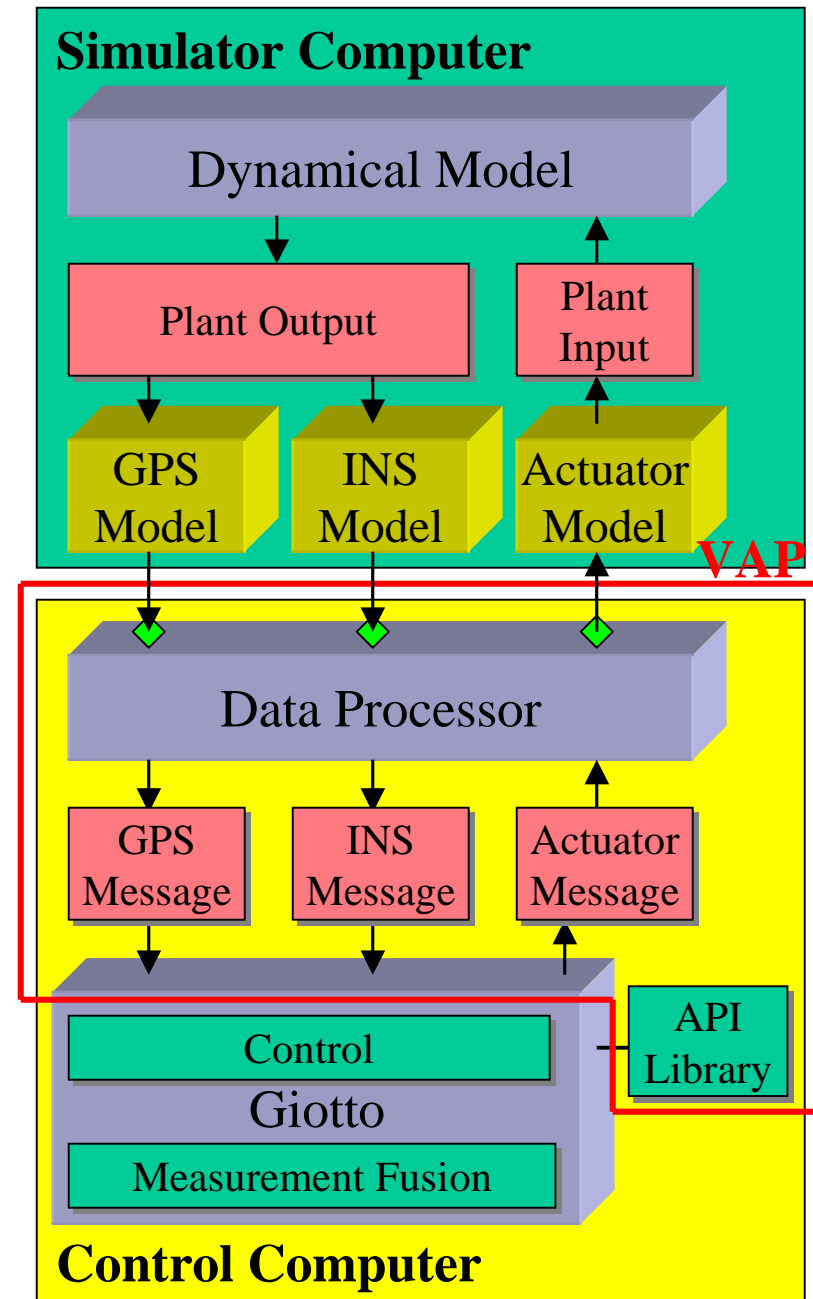 Simulator Computer
Dynamical Model
Plant Output
Plant
Input
GPS
Model
INS
Model
Actuator
Model
VAP
Data Processor
GPS
Message
INS
Message
Actuator
Message
API
Library
Control
Giotto
Measurement Fusion
Control Computer